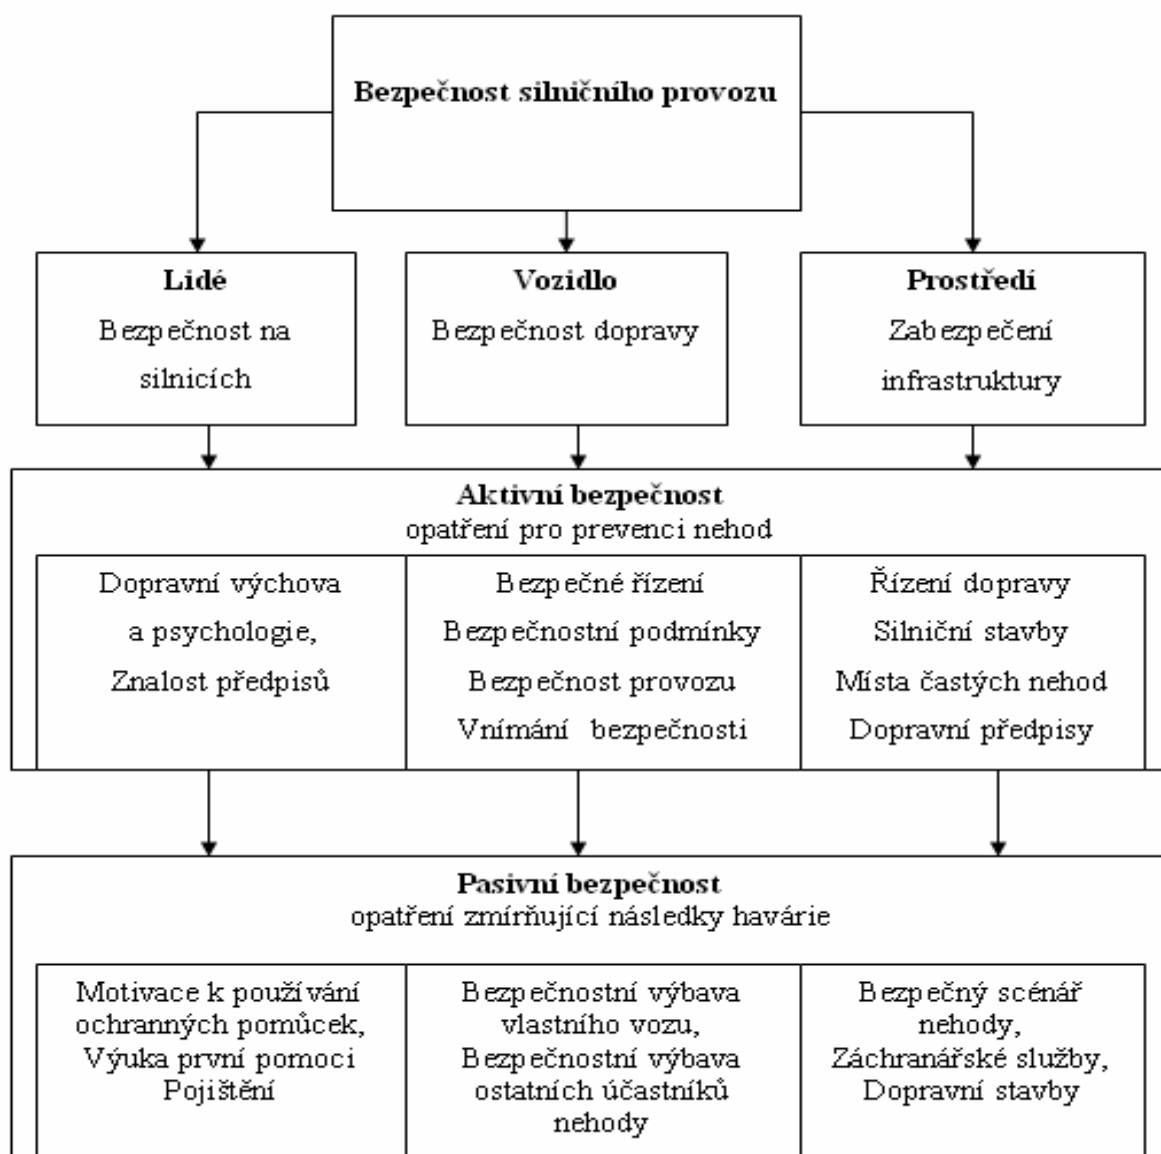 Bezpečnost silničního provozu
Lidé
Bezpečnost na
silnicích
Vozidlo
Bezpečnost dopravy
Prostředí
Zabezpečení
infrastruktury
Aktivní bezpečnost
opatření pro prevenci nehod
Dopravní výchova
a psychologie,
Znalost předpisů
Bezpečné řízení
Bezpečnostní podmínky
Bezpečnost provozu
Vnímání bezpečnosti
Řízení dopravy
Silniční stavby
Místa častých nehod
Dopravní předpisy
Pasivní bezpečnost
opatření zmírňující následky havárie
Motivace k používání
ochranných pomůcek,
Výuka první pomoci
Pojištění
Bezpečnostní výbava
vlastního vozu,
Bezpečnostní výbava
ostatních účastníků
nehody
Bezpečný scénář
nehody,
Záchranářské služby,
Dopravní stavby